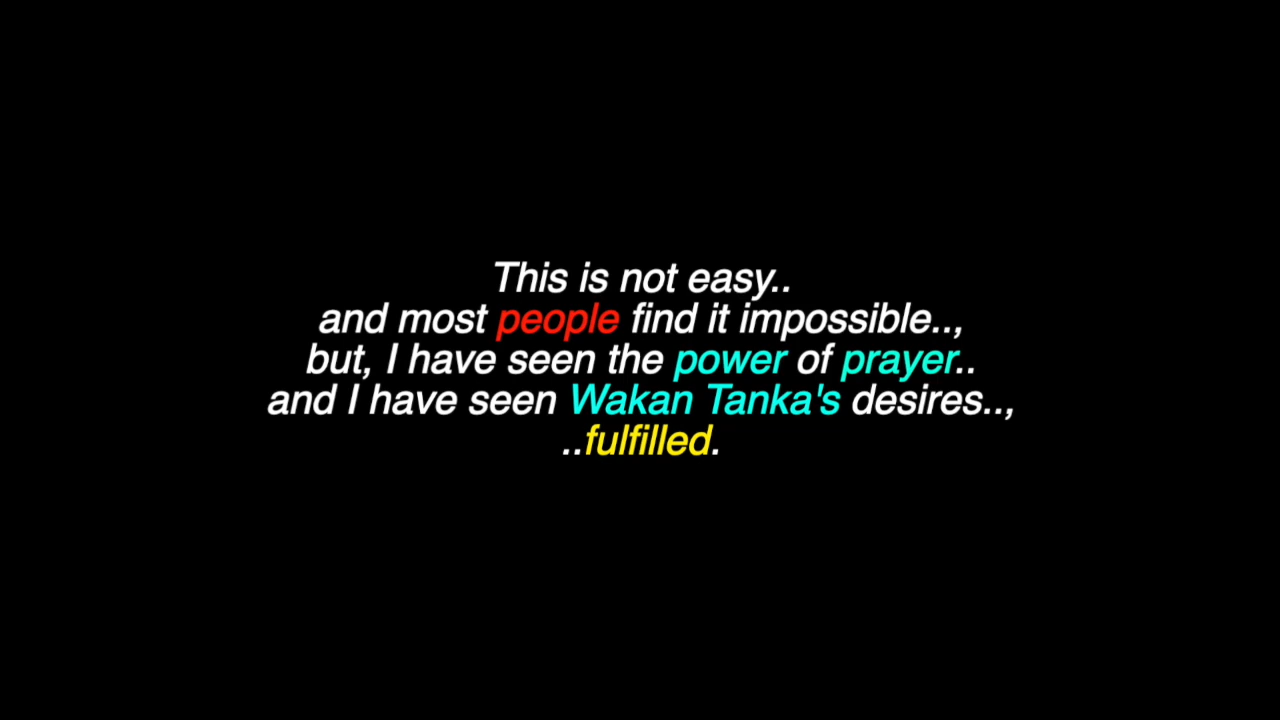 This is not easy..
and most people find it impossible..,
but, I have seen the power of prayer..
and I have seen Wakan Tanka's desires..,
..fulfilled.